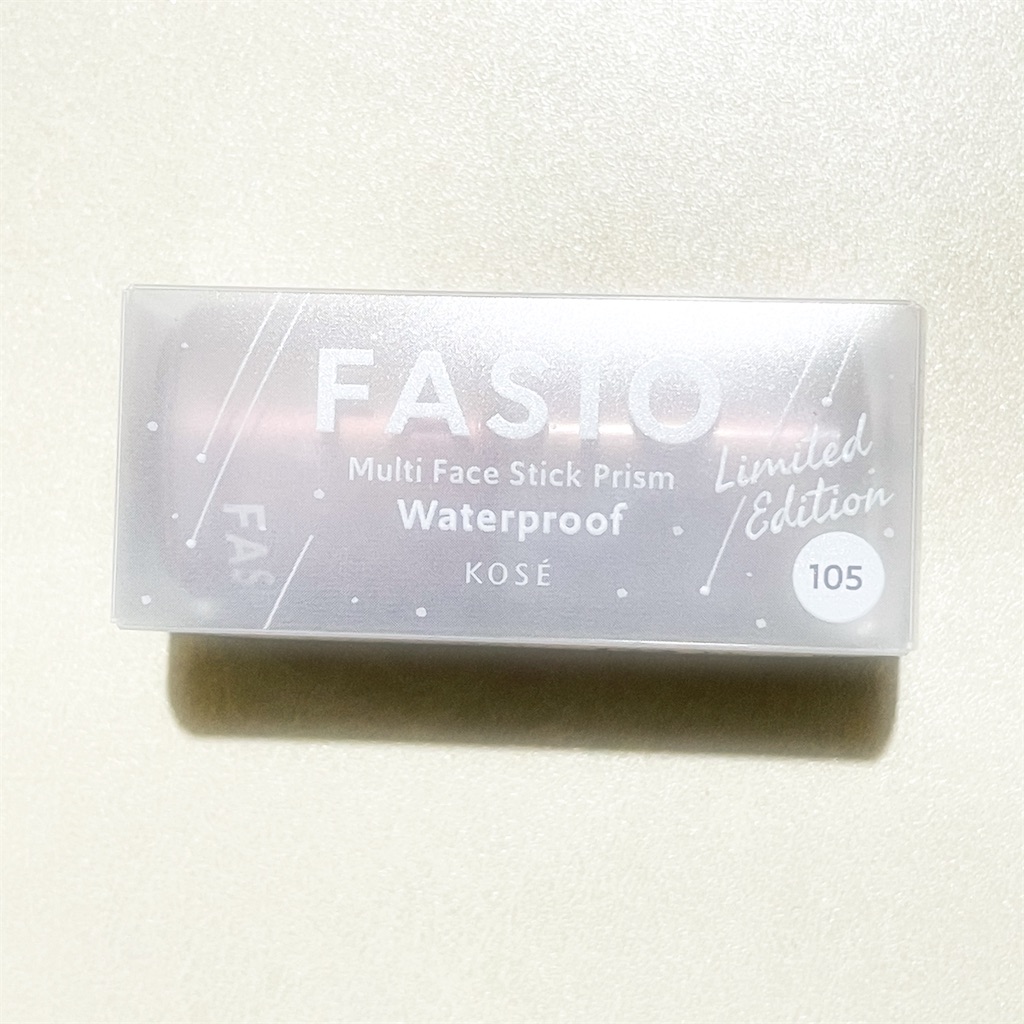 FASIO
Multi Face Stick Prism
Waterproof
KOSÉ
Limited
Edition
105
FAS